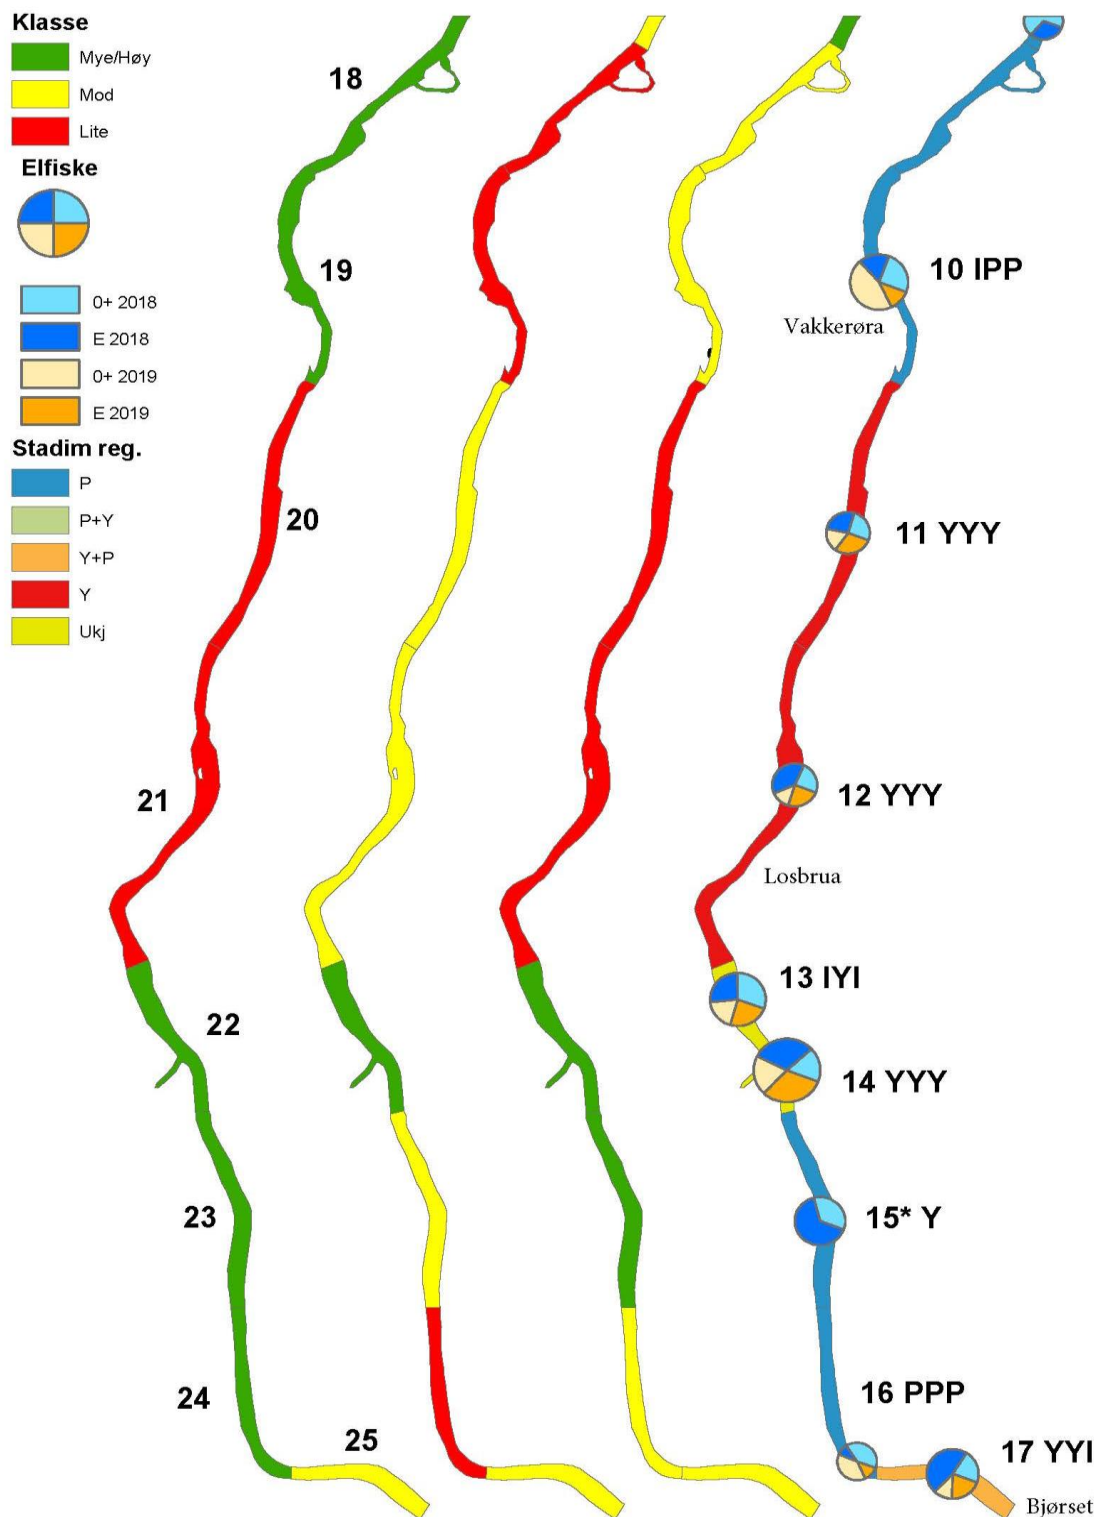 Klasse
Mye/Høy
Mod
Lite
Elfiske
0+ 2018
E 2018
0+ 2019
E 2019
Stadim reg.
P
P+Y
Y+P
Y
Ukj
18
19
20
21
22
23
24
25
10 IPP
Vakkerøra
11 YYY
12 YYY
Losbrua
13 IYI
14 YYY
15* Y
16 PPP
17 YYI
Bjørset